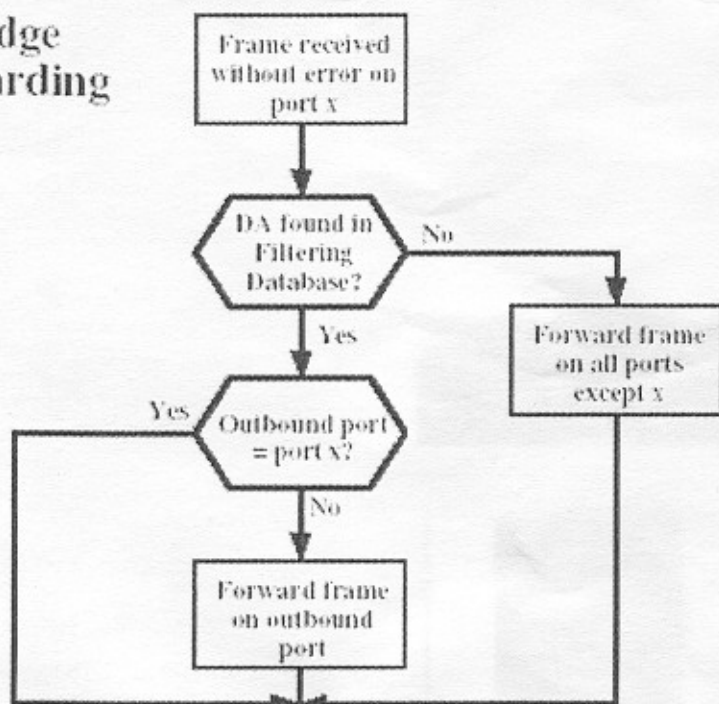 dge
arding
Frame received
without error on
port x
DA found in
Filtering
Database?
No
Yes
Forward frame
on all ports
except x
Yes
Outbound port
= port x?
No
Forward frame
on outbound
port